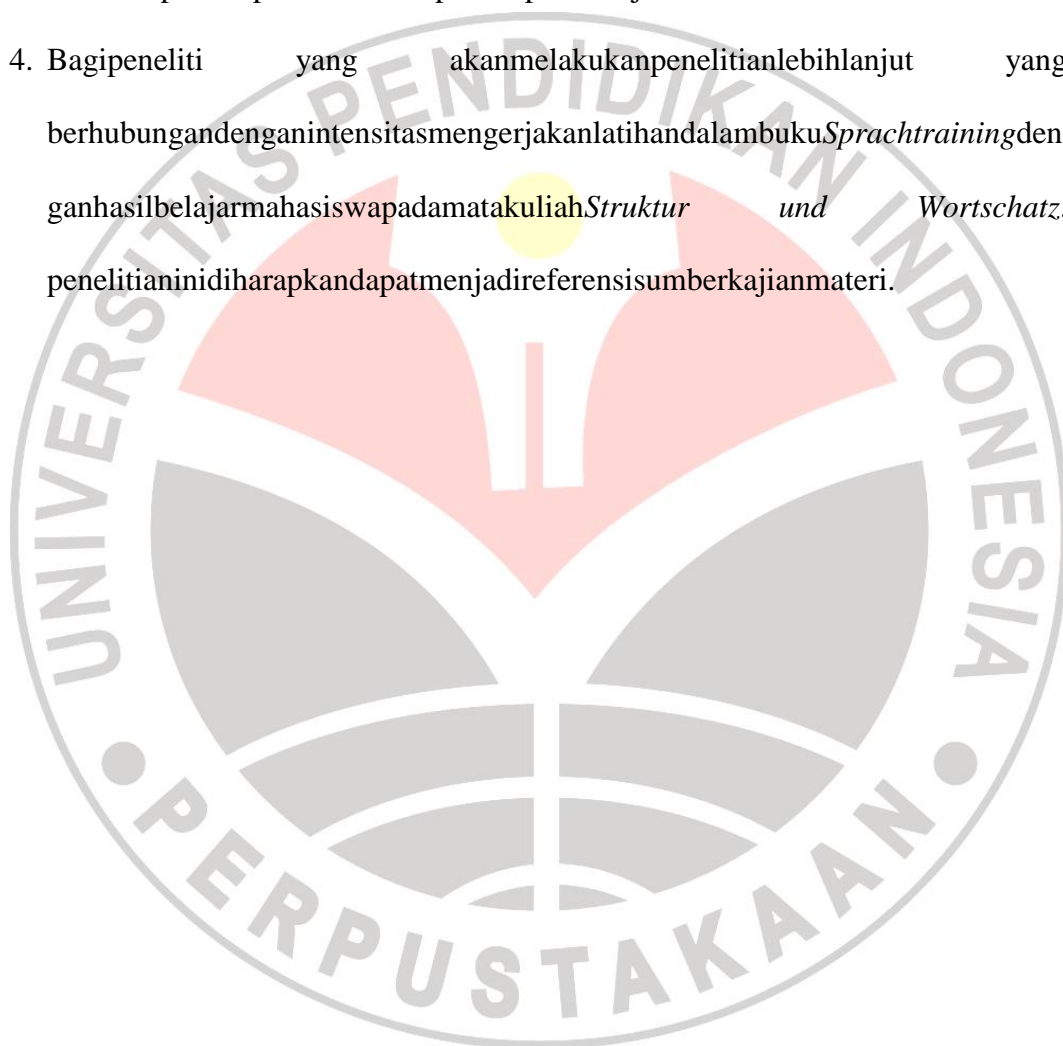 4. Bagipeneliti yang akanmelakukanpenelitianlebihlanjut yang
berhubungandenganintensitasmengerjakanlatihandalambukuSprachtrainingden
ganhasilbelajarmahasiswapadamatakuliahStruktur und Wortschatz,
penelitianinidiharapkandapatmenjadireferensisumberkajianmateri.
UNIVERSITAS PENDIDIKAN INDONESIA
PERPUSTAKAAN